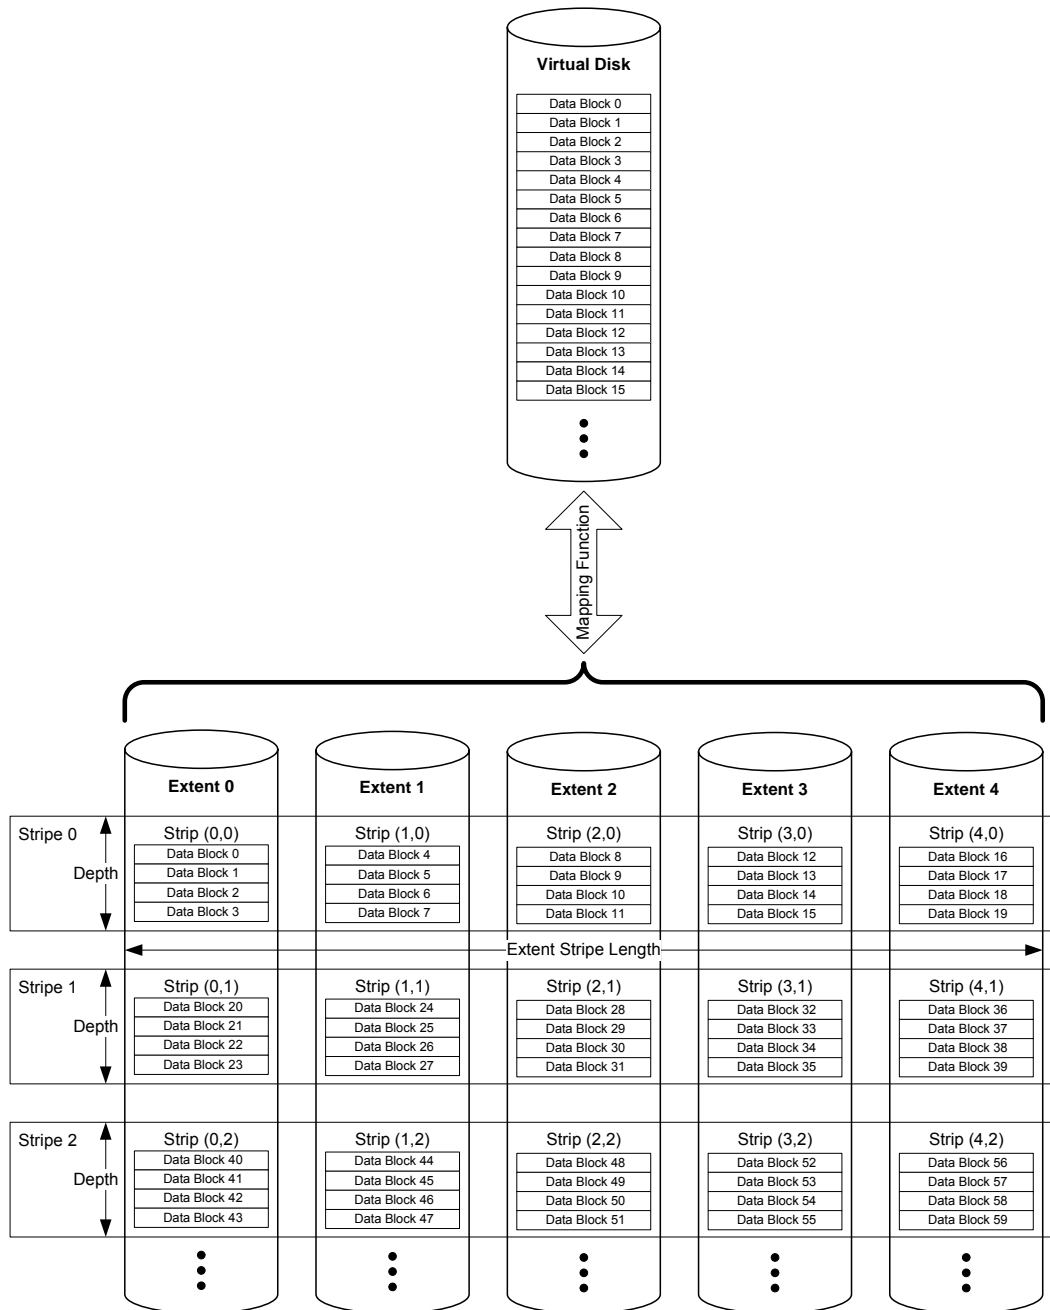 Virtual Disk
Data Block 0
Data Block 1
Data Block 2
Data Block 3
Data Block 4
Data Block 5
Data Block 6
Data Block 7
Data Block 8
Data Block 9
Data Block 10
Data Block 11
Data Block 12
Data Block 13
Data Block 14
Data Block 15
Mapping Function
Extent 0 Extent 1 Extent 2 Extent 3 Extent 4
Stripe 0 Strip (0,0) Strip (1,0) Strip (2,0) Strip (3,0) Strip (4,0)
Data Block 0 Data Block 4 Data Block 8 Data Block 12 Data Block 16
Depth Data Block 1 Data Block 5 Data Block 9 Data Block 13 Data Block 17
Data Block 2 Data Block 6 Data Block 10 Data Block 14 Data Block 18
Data Block 3 Data Block 7 Data Block 11 Data Block 15 Data Block 19
Extent Stripe Length
Stripe 1 Strip (0,1) Strip (1,1) Strip (2,1) Strip (3,1) Strip (4,1)
Data Block 20 Data Block 24 Data Block 28 Data Block 32 Data Block 36
Depth Data Block 21 Data Block 25 Data Block 29 Data Block 33 Data Block 37
Data Block 22 Data Block 26 Data Block 30 Data Block 34 Data Block 38
Data Block 23 Data Block 27 Data Block 31 Data Block 35 Data Block 39
Stripe 2 Strip (0,2) Strip (1,2) Strip (2,2) Strip (3,2) Strip (4,2)
Data Block 40 Data Block 44 Data Block 48 Data Block 52 Data Block 56
Depth Data Block 41 Data Block 45 Data Block 49 Data Block 53 Data Block 57
Data Block 42 Data Block 46 Data Block 50 Data Block 54 Data Block 58
Data Block 43 Data Block 47 Data Block 51 Data Block 55 Data Block 59